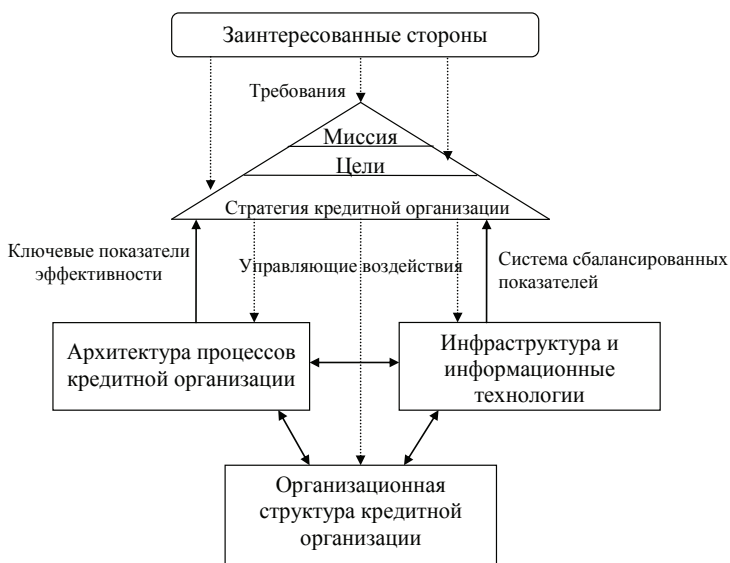 Заинтересованные стороны
Требования
Миссия
Цели
Стратегия кредитной организации
Ключевые показатели
эффективности
Управляющие воздействия
Система сбалансированных
показателей
Архитектура процессов
кредитной организации
Инфраструктура и
информационные
технологии
Организационная
структура кредитной
организации